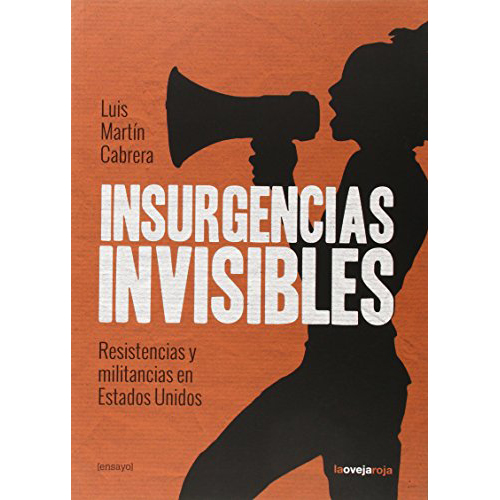 Luis
Martín
Cabrera
INSURGENCIAS
INVISIBLES
Resistencias y
militancias en
Estados Unidos
[ensayo]
laovejaroja